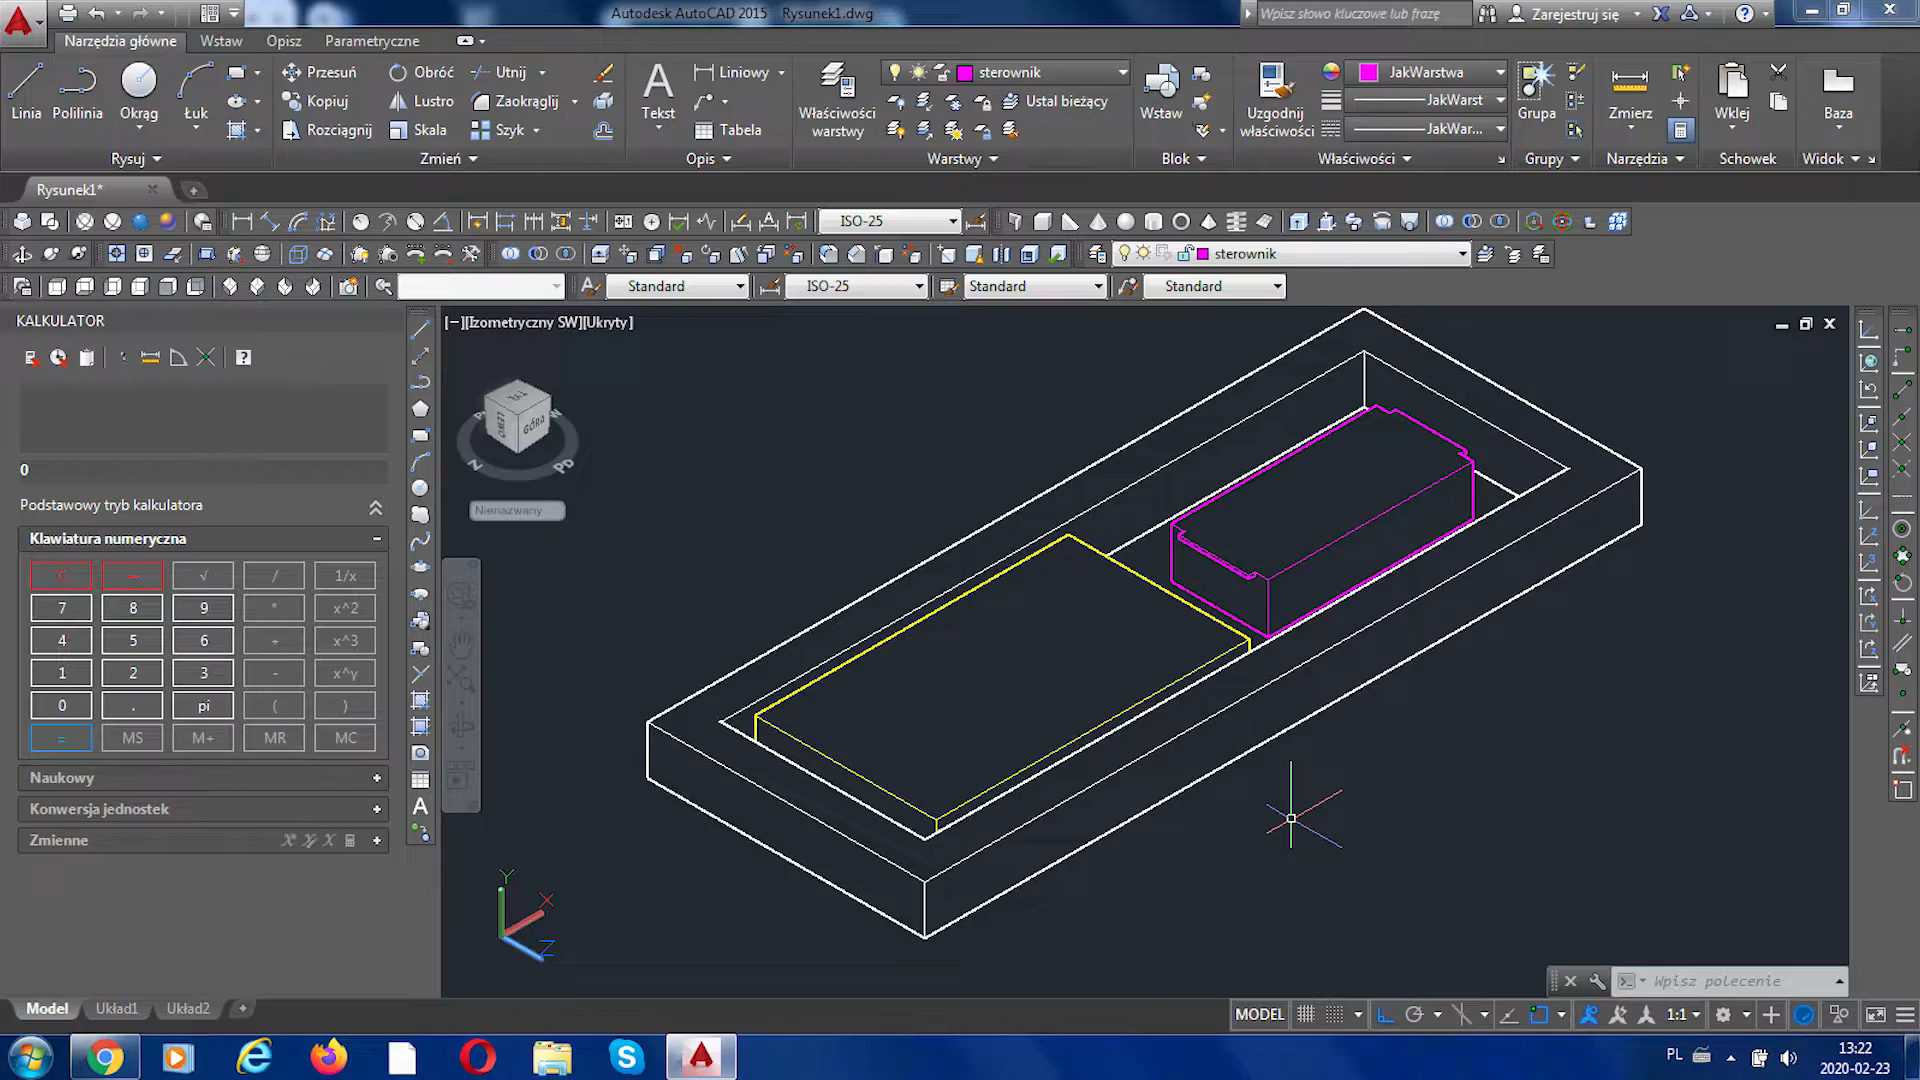 Autodesk AutoCAD 2015 Rysunek1.dwg
Wpisz słowo kluczowe lub frazę
Zarejestruj się
Narzędzia główne Wstaw Opisz Parametryczne
Linia Polilinia Okrąg Łuk
Przesuń Obróć Utnij
Kopiuj Lustro Zaokrąglij
Rozciągnij Skala Szyk
Tekst
Liniowy
Tabela
Właściwości warstwy
sterownik
Ustal bieżący
Wstaw
Uzgodnij właściwości
JakWarstwa
JakWarst
JakWar...
Grupa Zmierz Wklej Baza
Rysuj Zmień Opis Warstwy Blok Właściwości Grupy Narzędzia Schowek Widok
Rysunek1*
ISO-25
sterownik
Standard ISO-25 Standard Standard
KALKULATOR
[−][Izometryczny SW][Ukryty]
GÓRA
LEWO
Z
PD
Nienazwany
0
Podstawowy tryb kalkulatora
Klawiatura numeryczna
C √ / 1/x
7 8 9 * x^2
4 5 6 ÷ x^3
1 2 3 - x^y
0 . pi ( )
= MS M+ MR MC
Naukowy
Konwersja jednostek
Zmienne
Y
X
Z
Wpisz polecenie
Model Układ1 Układ2
MODEL
1:1
PL
13:22
2020-02-23